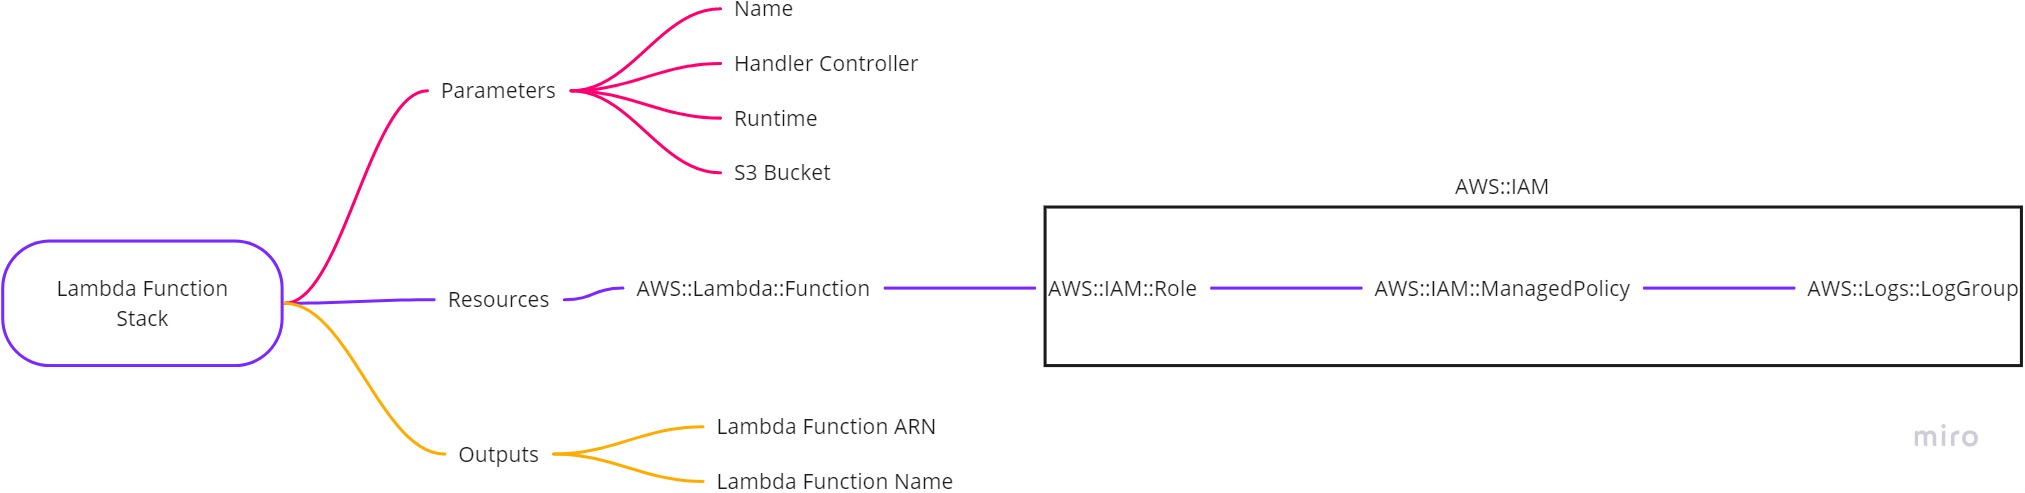 Name
Handler Controller
Parameters
Runtime
S3 Bucket
AWS::IAM
Lambda Function
Stack
Resources
AWS::Lambda::Function
AWS::IAM::Role
AWS::IAM::ManagedPolicy
AWS::Logs::LogGroup
Lambda Function ARN
Outputs
Lambda Function Name
miro